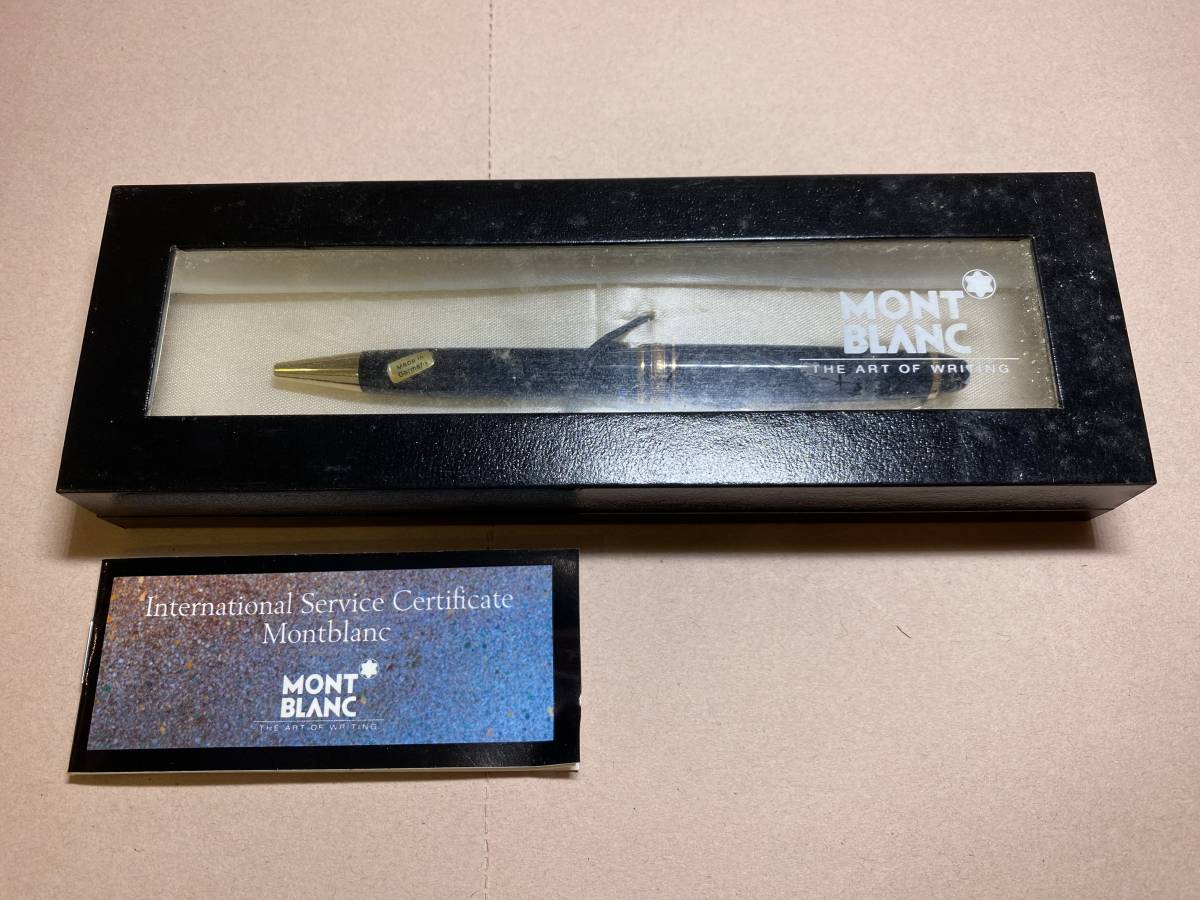 MONT
BLANC
THE ART OF WRITING
Made in
Germany
International Service Certificate
Montblanc
MONT
BLANC
THE ART OF WRITING